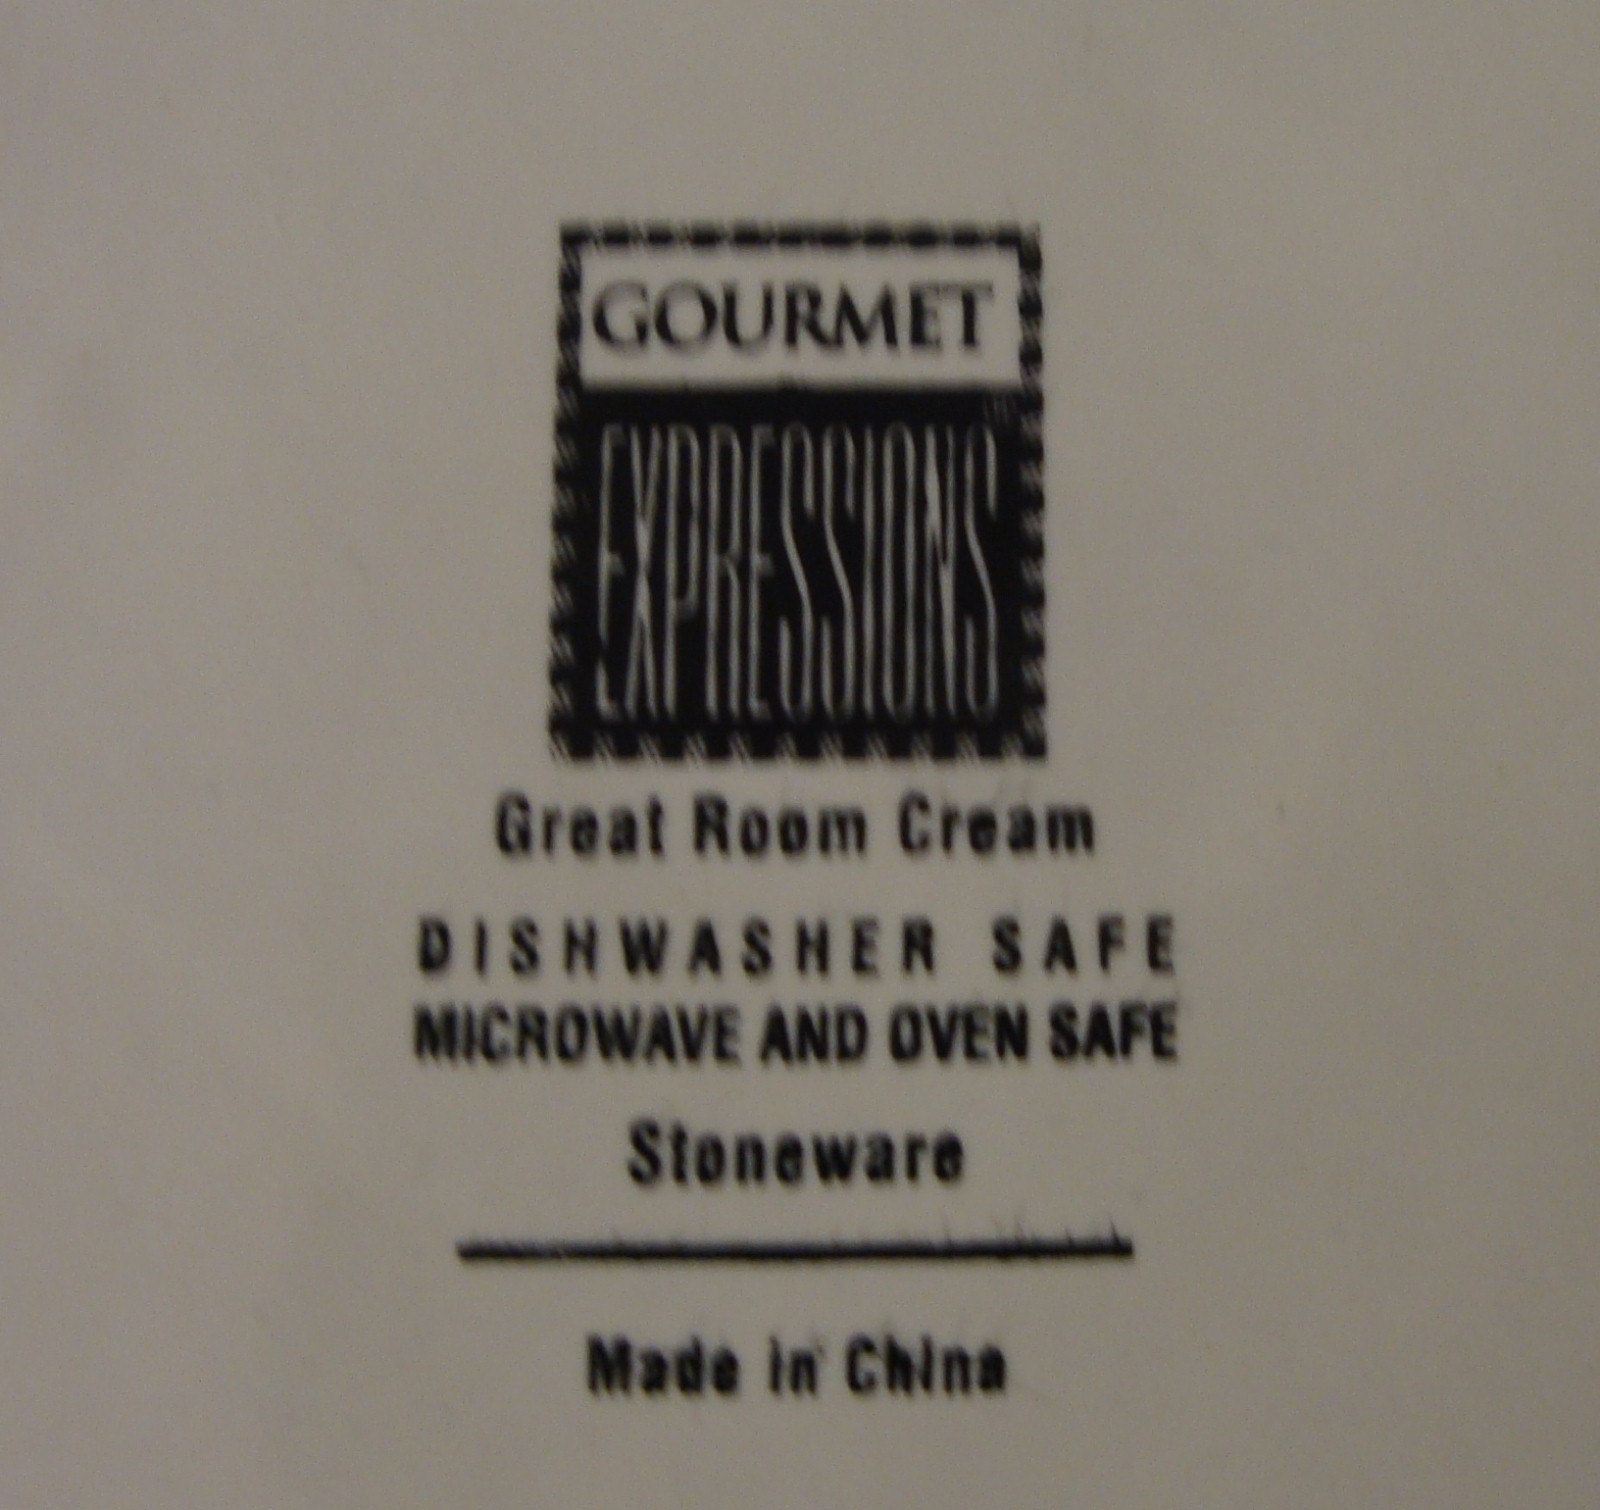 GOURMET
EXPRESSIONS
Great Room Cream
DISHWASHER SAFE
MICROWAVE AND OVEN SAFE
Stoneware
Made in China